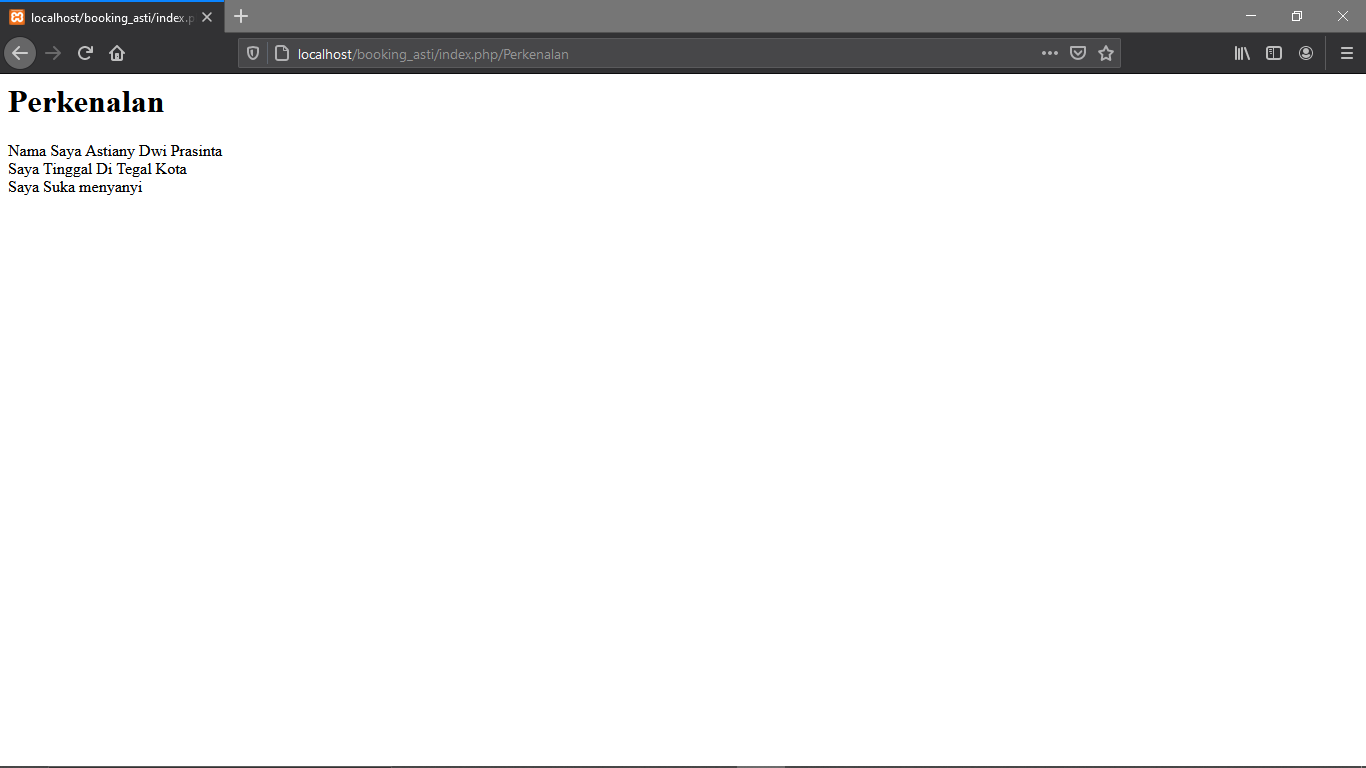 localhost/booking_asti/index.p
localhost/booking_asti/index.php/Perkenalan
Perkenalan
Nama Saya Astiany Dwi Prasinta
Saya Tinggal Di Tegal Kota
Saya Suka menyanyi